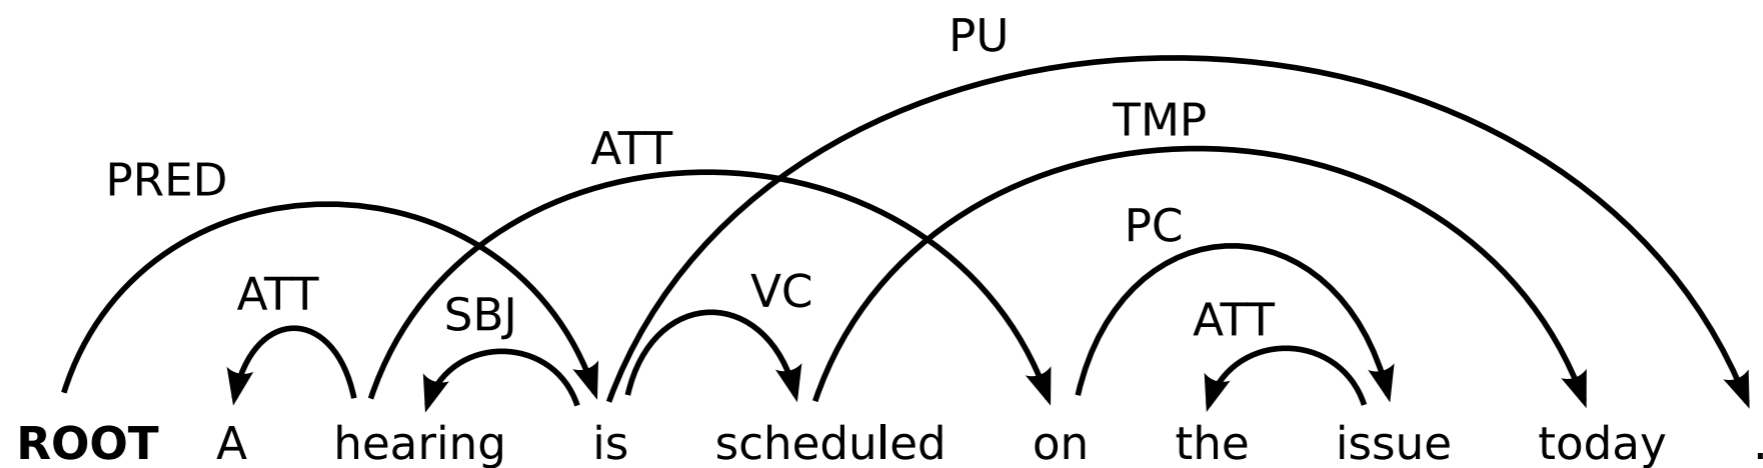 PU
TMP
ATT
PRED
PC
ATT
SBJ
VC
ATT
ROOT A hearing is scheduled on the issue today .